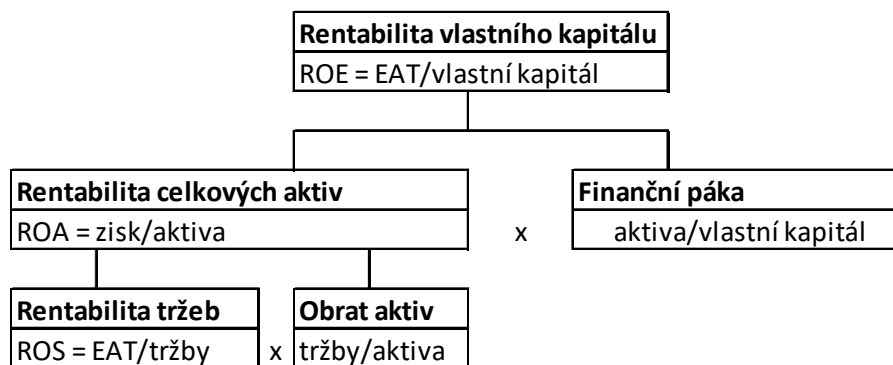 Rentabilita vlastního kapitálu
ROE = EAT/vlastní kapitál
Rentabilita celkových aktiv
Finanční páka
ROA = zisk/aktiva
x
aktiva/vlastní kapitál
Rentabilita tržeb
Obrat aktiv
ROS = EAT/tržby
x
tržby/aktiva